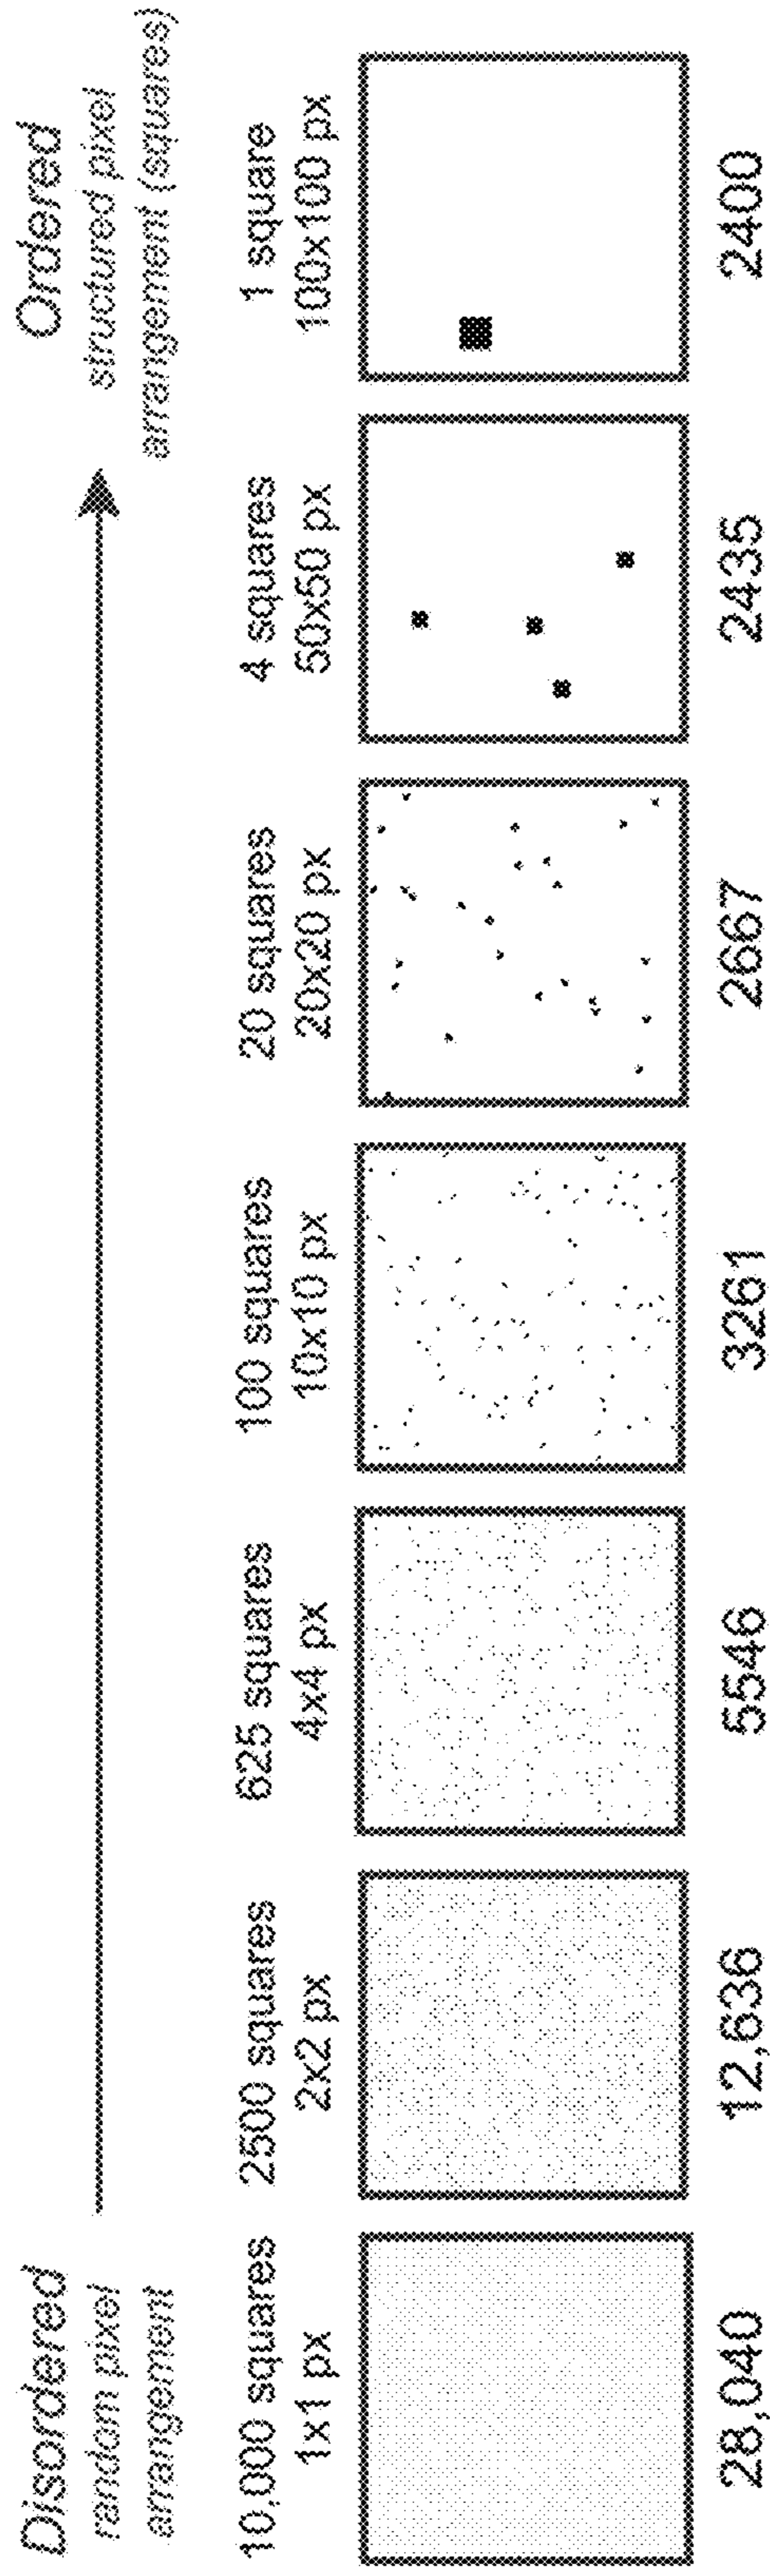 Disordered
random pixel
arrangement
Ordered
structured pixel
arrangement (squares)
10,000 squares
1x1 px
2500 squares
2x2 px
625 squares
4x4 px
100 squares
10x10 px
20 squares
20x20 px
4 squares
50x50 px
1 square
100x100 px
28,040
12,636
5546
3261
2667
2435
2400